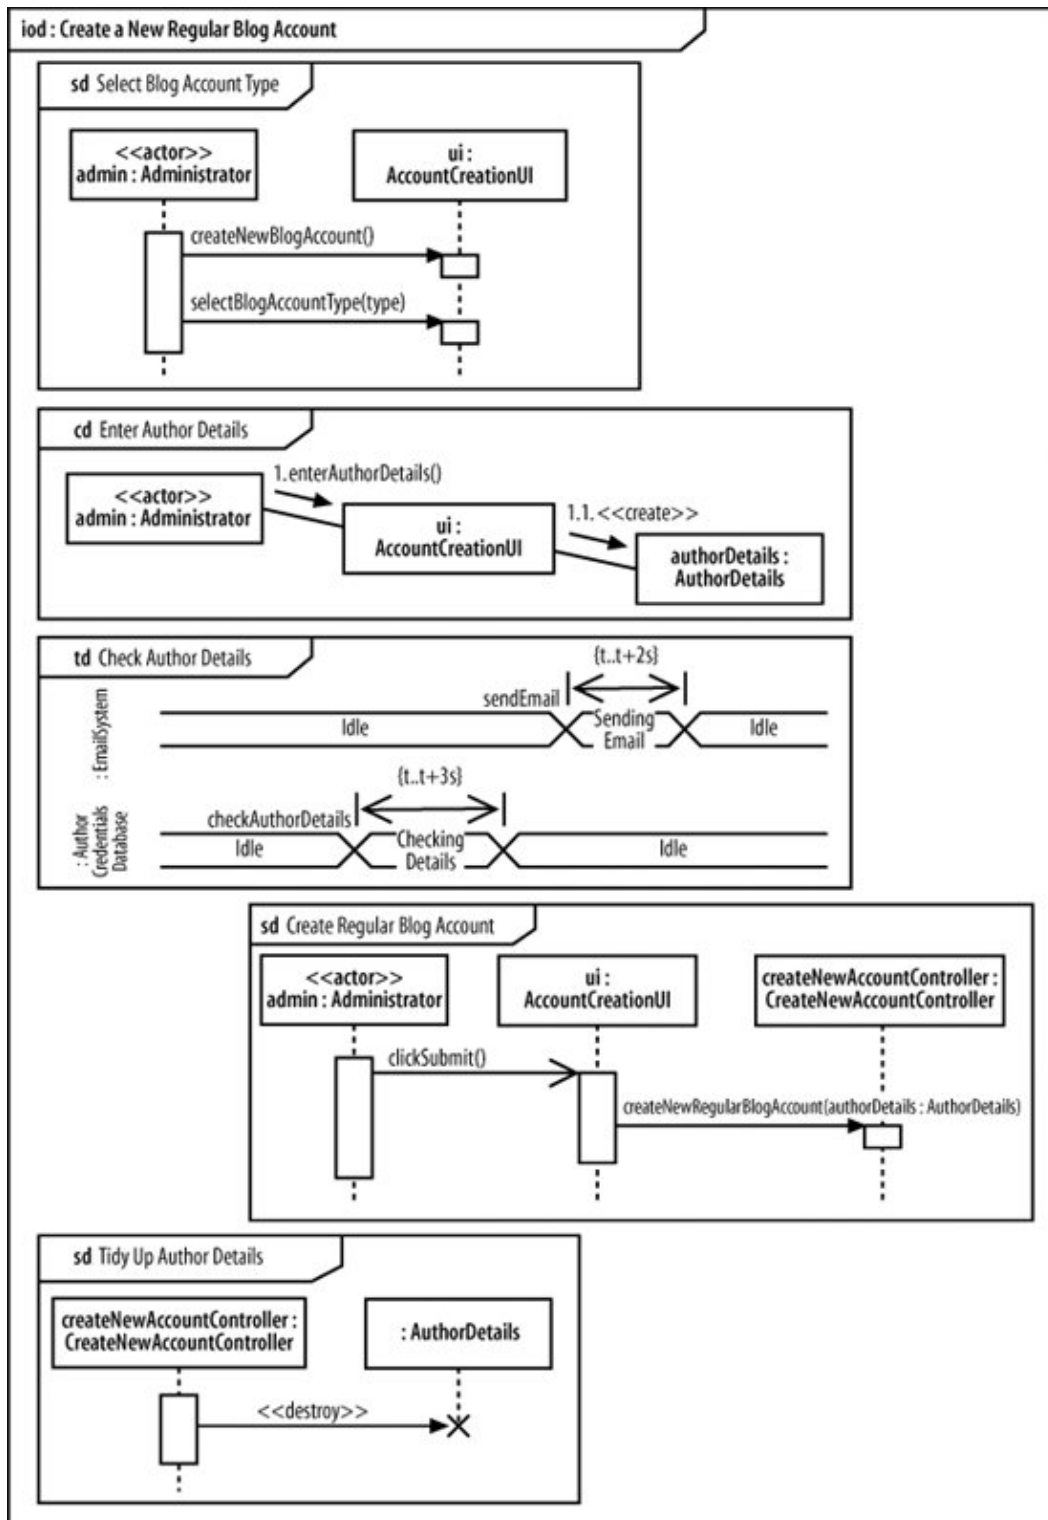 iod : Create a New Regular Blog Account
sd Select Blog Account Type
<<actor>>
admin : Administrator
ui :
AccountCreationUI
createNewBlogAccount()
selectBlogAccountType(type)
cd Enter Author Details
<<actor>>
admin : Administrator
1.enterAuthorDetails()
ui :
AccountCreationUI
1.1. <<create>>
authorDetails :
AuthorDetails
td Check Author Details
: EmailSystem
{t..t+2s}
sendEmail
Idle
Sending
Email
Idle
: Author
Credentials
Database
{t..t+3s}
checkAuthorDetails
Idle
Checking
Details
Idle
sd Create Regular Blog Account
<<actor>>
admin : Administrator
ui :
AccountCreationUI
createNewAccountController :
CreateNewAccountController
clickSubmit()
createNewRegularBlogAccount(authorDetails : AuthorDetails)
sd Tidy Up Author Details
createNewAccountController :
CreateNewAccountController
: AuthorDetails
<<destroy>>